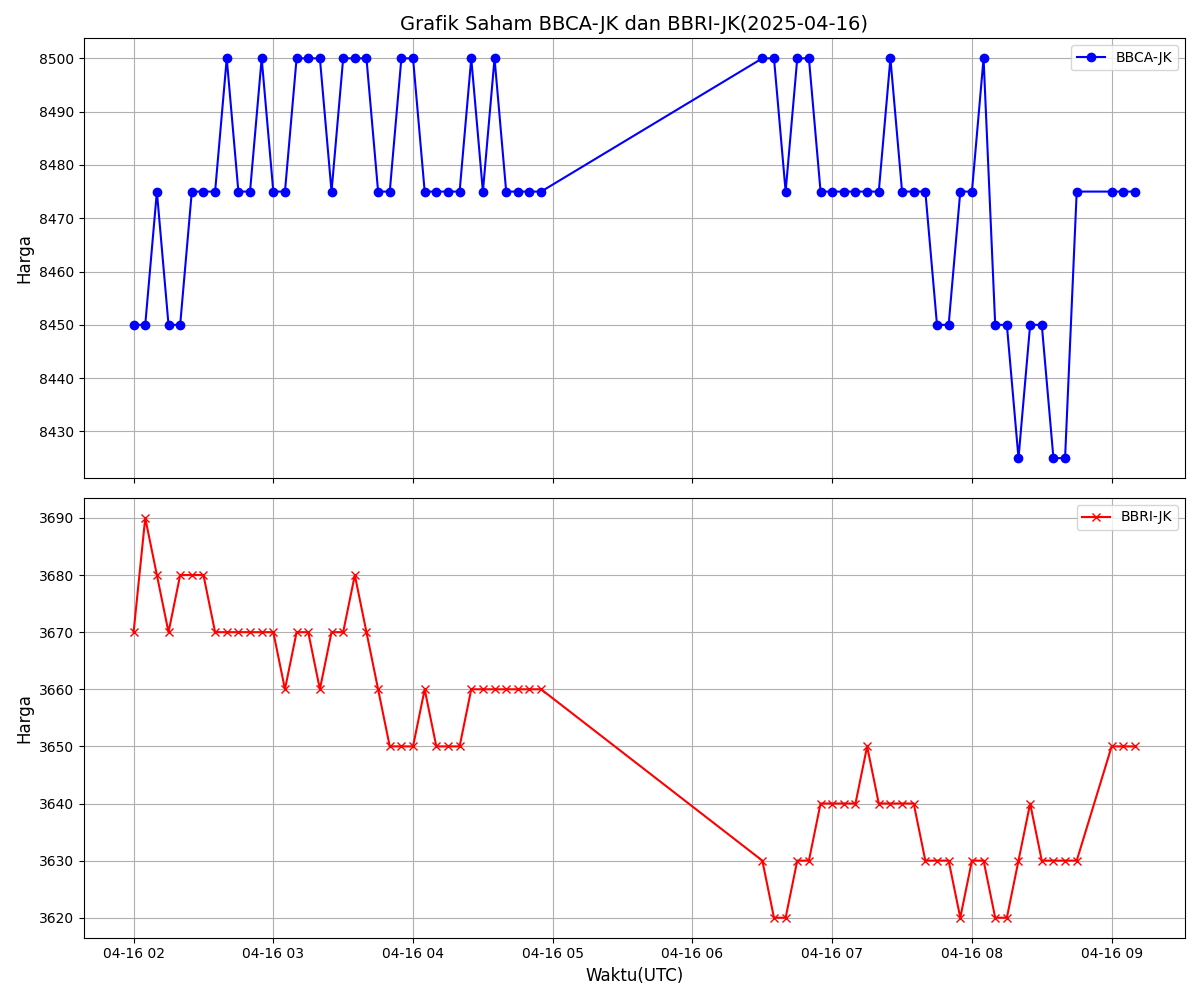 Grafik Saham BBCA-JK dan BBRI-JK(2025-04-16)
BBCA-JK
8500
8490
8480
8470
8460
8450
8440
8430
Harga
BBRI-JK
3690
3680
3670
3660
3650
3640
3630
3620
Harga
04-16 02 04-16 03 04-16 04 04-16 05 04-16 06 04-16 07 04-16 08 04-16 09
Waktu(UTC)